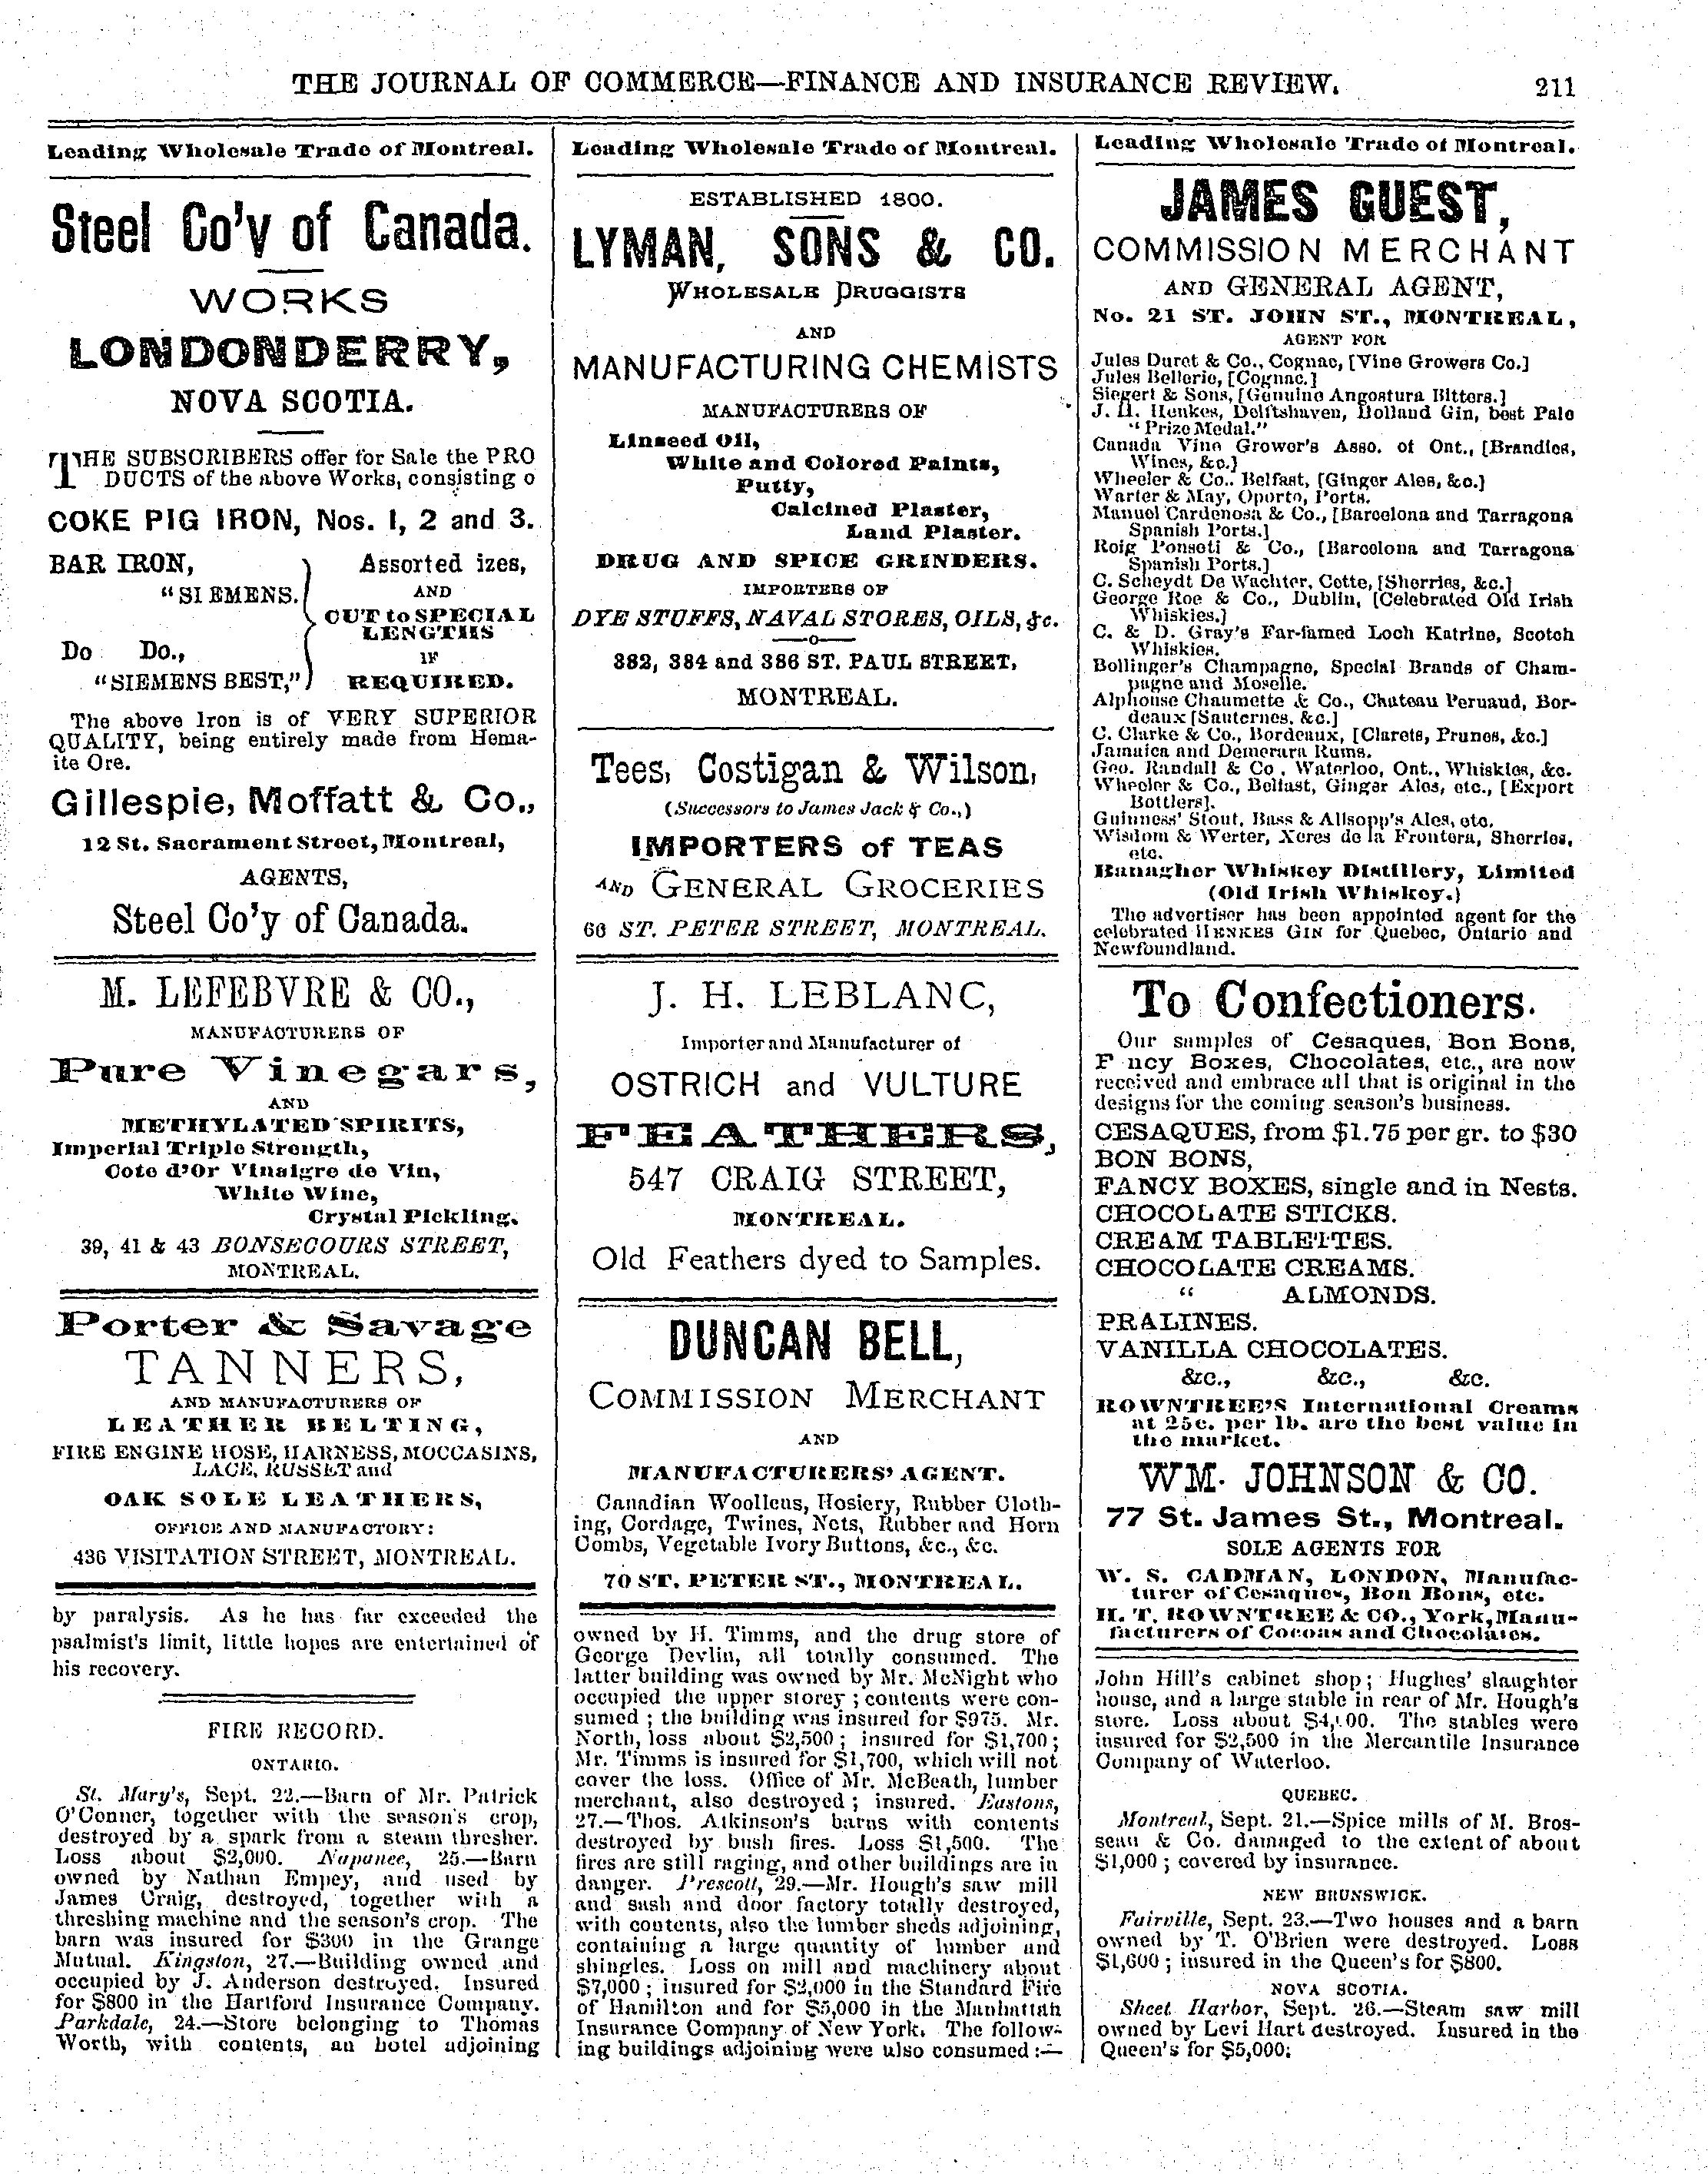 THE JOURNAL OF COMMERCE—FINANCE AND INSURANCE REVIEW. 211
Leading Wholesale Trade of Montreal.
Steel Co'y of Canada.
WORKS
LONDONDERRY,
NOVA SCOTIA.
THE SUBSCRIBERS offer for Sale the PRO
DUCTS of the above Works, consisting o
COKE PIG IRON, Nos. 1, 2 and 3.
BAR IRON,
"SIEMENS.
Do Do.,
"SIEMENS BEST,"
Assorted izes,
AND
CUT to SPECIAL
LENGTHS
IF
REQUIRED.
The above Iron is of VERY SUPERIOR
QUALITY, being entirely made from Hema-
ite Ore.
Gillespie, Moffatt & Co.,
12 St. Sacrament Street, Montreal,
AGENTS,
Steel Co'y of Canada.
M. LEFEBVRE & CO.,
MANUFACTURERS OF
Pure Vinegars,
AND
METHYLATED SPIRITS,
Imperial Triple Strength,
Cote d'Or Vinaigre de Vin,
White Wine,
Crystal Pickling.
39, 41 & 43 BONSECOURS STREET,
MONTREAL.
Porter & Savage
TANNERS,
AND MANUFACTURERS OF
LEATHER BELTING,
FIRE ENGINE HOSE, HARNESS, MOCCASINS,
LACE, RUSSET and
OAK SOLE LEATHERS,
OFFICE AND MANUFACTORY:
436 VISITATION STREET, MONTREAL.
by paralysis. As he has far exceeded the
psalmist's limit, little hopes are entertained of
his recovery.
FIRE RECORD.
ONTARIO.
St. Mary's, Sept. 22.—Barn of Mr. Patrick
O'Conner, together with the season's crop,
destroyed by a spark from a steam thresher.
Loss about $2,000. Napanee, 25.—Barn
owned by Nathan Empey, and used by
James Craig, destroyed, together with a
threshing machine and the season's crop. The
barn was insured for $300 in the Grange
Mutual. Kingston, 27.—Building owned and
occupied by J. Anderson destroyed. Insured
for $800 in the Hartford Insurance Company.
Parkdale, 24.—Store belonging to Thomas
Worth, with contents, an hotel adjoining
Leading Wholesale Trade of Montreal.
ESTABLISHED 1800.
LYMAN, SONS & CO.
WHOLESALE DRUGGISTS
AND
MANUFACTURING CHEMISTS
MANUFACTURERS OF
Linseed Oil,
White and Colored Paints,
Putty,
Calcined Plaster,
Land Plaster.
DRUG AND SPICE GRINDERS.
IMPORTERS OF
DYE STUFFS, NAVAL STORES, OILS, &c.
382, 384 and 386 ST. PAUL STREET,
MONTREAL.
Tees, Costigan & Wilson,
(Successors to James Jack & Co.,)
IMPORTERS of TEAS
AND GENERAL GROCERIES
66 ST. PETER STREET, MONTREAL.
J. H. LEBLANC,
Importer and Manufacturer of
OSTRICH and VULTURE
FEATHERS,
547 CRAIG STREET,
MONTREAL.
Old Feathers dyed to Samples.
DUNCAN BELL,
COMMISSION MERCHANT
AND
MANUFACTURERS' AGENT.
Canadian Woollens, Hosiery, Rubber Cloth-
ing, Cordage, Twines, Nets, Rubber and Horn
Combs, Vegetable Ivory Buttons, &c., &c.
70 ST. PETER ST., MONTREAL.
owned by H. Timms, and the drug store of
George Devlin, all totally consumed. The
latter building was owned by Mr. McNight who
occupied the upper storey; contents were con-
sumed; the building was insured for $975. Mr.
North, loss about $2,500; insured for $1,700;
Mr. Timms is insured for $1,700, which will not
cover the loss. Office of Mr. McBeath, lumber
merchant, also destroyed; insured. Eastons,
27.—Thos. Atkinson's barns with contents
destroyed by bush fires. Loss $1,500. The
fires are still raging, and other buildings are in
danger. Prescott, 29.—Mr. Hough's saw mill
and sash and door factory totally destroyed,
with contents, also the lumber sheds adjoining,
containing a large quantity of lumber and
shingles. Loss on mill and machinery about
$7,000; insured for $2,000 in the Standard Fire
of Hamilton and for $5,000 in the Manhattan
Insurance Company of New York. The follow-
ing buildings adjoining were also consumed:—
Leading Wholesale Trade of Montreal.
JAMES GUEST,
COMMISSION MERCHANT
AND GENERAL AGENT,
No. 21 ST. JOHN ST., MONTREAL,
AGENT FOR
Jules Duret & Co., Cognac, [Vine Growers Co.]
Jules Bellerie, [Cognac.]
Siegert & Sons, [Genuine Angostura Bitters.]
J. H. Henkes, Delftshaven, Holland Gin, best Pale
"Prize Medal."
Canada Vine Grower's Asso. of Ont., [Brandies,
Wines, &c.]
Wheeler & Co.. Belfast, [Ginger Ales, &c.]
Warter & May, Oporto, Ports.
Manuel Cardenosa & Co., [Barcelona and Tarragona
Spanish Ports.]
Roig Ponseti & Co., [Barcelona and Tarragona
Spanish Ports.]
C. Scheydt De Wachter, Cette, [Sherries, &c.]
George Roe & Co., Dublin, [Celebrated Old Irish
Whiskies.]
C. & D. Gray's Far-famed Loch Katrine, Scotch
Whiskies.
Bollinger's Champagne, Special Brands of Cham-
pagne and Moselle.
Alphonse Chaumette & Co., Chateau Peruaud, Bor-
deaux [Sauternes, &c.]
C. Clarke & Co., Bordeaux, [Clarets, Prunes, &c.]
Jamaica and Demerara Rums.
Geo. Randall & Co, Waterloo, Ont., Whiskies, &c.
Wheeler & Co., Belfast, Ginger Ales, etc., [Export
Bottlers].
Guinness' Stout, Bass & Allsopp's Ales, etc.
Wisdom & Werter, Xeres de la Frontera, Sherries,
etc.
Banagher Whiskey Distillery, Limited
(Old Irish Whiskey.)
The advertiser has been appointed agent for the
celebrated HENKES GIN for Quebec, Ontario and
Newfoundland.
To Confectioners.
Our samples of Cesaques, Bon Bons,
F ncy Boxes, Chocolates, etc., are now
received and embrace all that is original in the
designs for the coming season's business.
CESAQUES, from $1.75 per gr. to $30
BON BONS,
FANCY BOXES, single and in Nests.
CHOCOLATE STICKS.
CREAM TABLETTES.
CHOCOLATE CREAMS.
" ALMONDS.
PRALINES.
VANILLA CHOCOLATES.
&c., &c., &c.
ROWNTREE'S International Creams
at 25c. per lb. are the best value in
the market.
WM. JOHNSON & CO.
77 St. James St., Montreal.
SOLE AGENTS FOR
W. S. CADMAN, LONDON, Manufac-
turer of Cesaques, Bon Bons, etc.
H. T. ROWNTREE & CO., York, Manu-
facturers of Cocoas and Chocolates.
John Hill's cabinet shop; Hughes' slaughter
house, and a large stable in rear of Mr. Hough's
store. Loss about The stables were
insured for $2,500 in the Mercantile Insurance
Company of Waterloo.
QUEBEC.
Montreal, Sept. 21.—Spice mills of M. Bros-
seau & Co. damaged to the extent of about
$1,000; covered by insurance.
NEW BRUNSWICK.
Fairville, Sept. 23.—Two houses and a barn
owned by T. O'Brien were destroyed. Loss
$1,600; insured in the Queen's for $800.
NOVA SCOTIA.
Sheet Harbor, Sept. 26.—Steam saw mill
owned by Levi Hart destroyed. Insured in the
Queen's for $5,000.